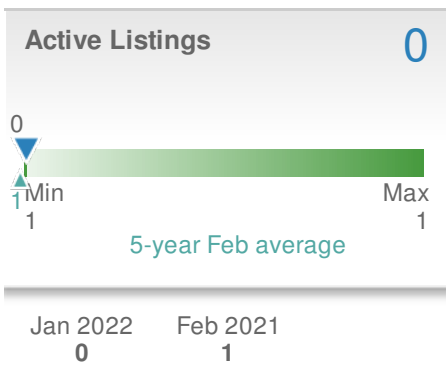 Active Listings 0
0
1 Min Max
1 1
5-year Feb average
Jan 2022 Feb 2021
0 1